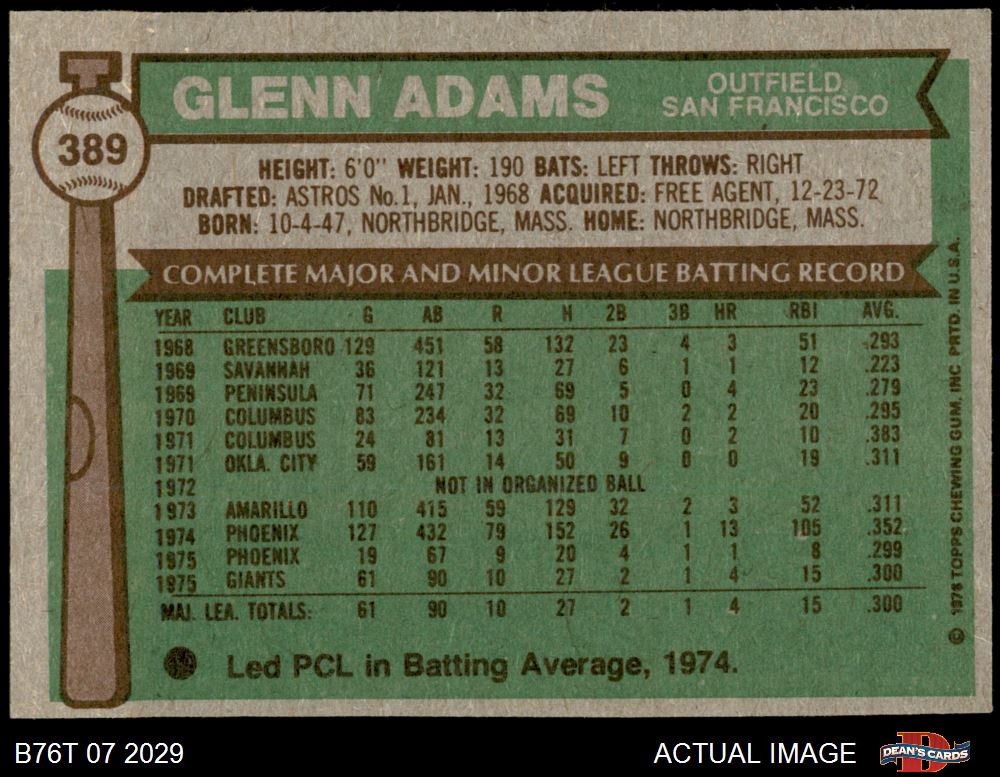 GLENN ADAMS
OUTFIELD
SAN FRANCISCO
389
HEIGHT: 6'0" WEIGHT: 190 BATS: LEFT THROWS: RIGHT
DRAFTED: ASTROS No.1, JAN., 1968 ACQUIRED: FREE AGENT, 12-23-72
BORN: 10-4-47, NORTHBRIDGE, MASS. HOME: NORTHBRIDGE, MASS.
COMPLETE MAJOR AND MINOR LEAGUE BATTING RECORD
YEAR CLUB G AB R H 2B 3B HR RBI AVG.
1968 GREENSBORO 129 451 58 132 23 4 3 51 .293
1969 SAVANNAH 36 121 13 27 6 1 1 12 .223
1969 PENINSULA 71 247 32 69 5 0 4 23 .279
1970 COLUMBUS 83 234 32 69 10 2 2 20 .295
1971 COLUMBUS 24 81 13 31 7 0 2 10 .383
1971 OKLA. CITY 59 161 14 50 9 0 0 19 .311
1972 NOT IN ORGANIZED BALL
1973 AMARILLO 110 415 59 129 32 2 3 52 .311
1974 PHOENIX 127 432 79 152 26 1 13 105 .352
1975 PHOENIX 19 67 9 20 4 1 1 8 .299
1975 GIANTS 61 90 10 27 2 1 4 15 .300
MAJ. LEA. TOTALS: 61 90 10 27 2 1 4 15 .300
Led PCL in Batting Average, 1974.
© 1976 TOPPS CHEWING GUM, INC PRTD. IN U.S.A.
B76T 07 2029
ACTUAL IMAGE
DEAN'S CARDS